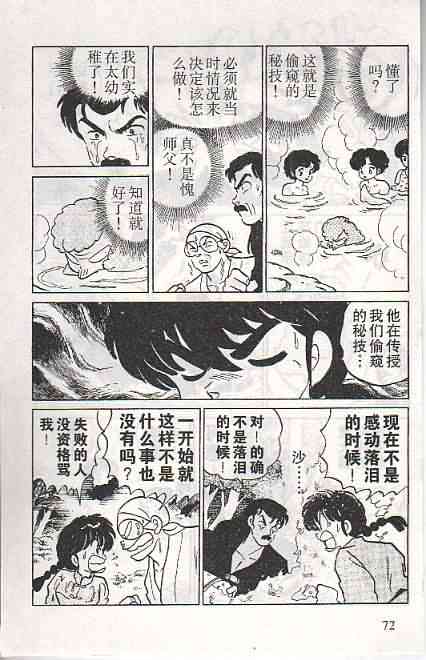 懂了
吗？
这就是
偷窥的
秘技！
必须就当
时情况来
决定该怎
么做！
真不是愧
师父！
我们实
在太幼
稚了！
知道就
好了！
他在传授
我们偷窥
的秘技…
现在不是
感动落泪
的时候！
沙……
对！的确
不是落泪
的时候！
一开始就
这样不是
什么事也
没有吗？
失败的人
没资格骂
我！
72